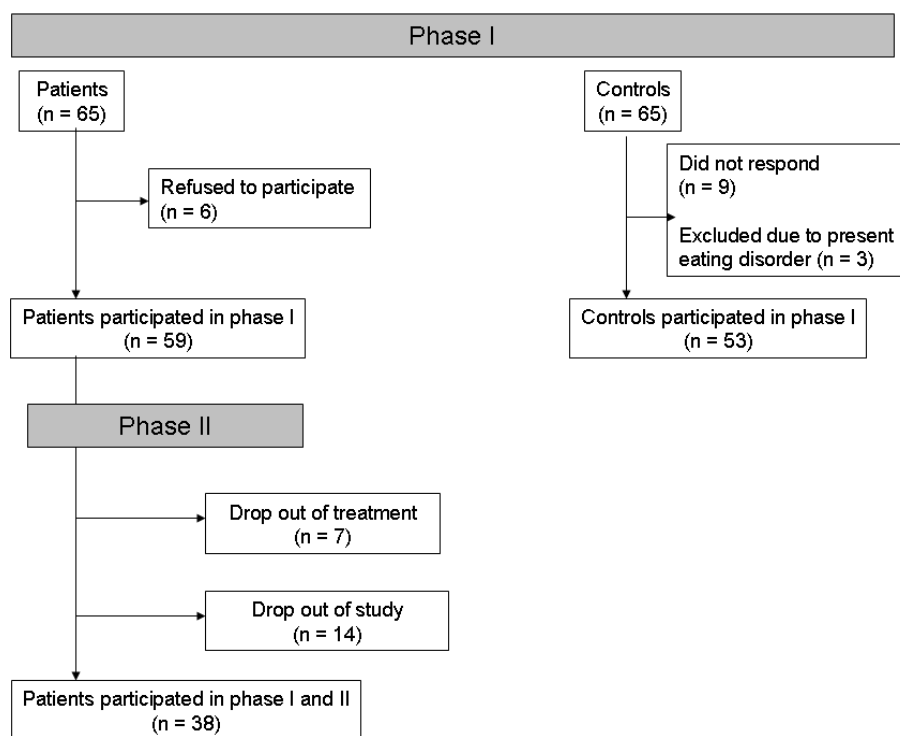 Phase I
Patients
(n = 65)
Controls
(n = 65)
Refused to participate
(n = 6)
Did not respond
(n = 9)
Excluded due to present
eating disorder (n = 3)
Patients participated in phase I
(n = 59)
Controls participated in phase I
(n = 53)
Phase II
Drop out of treatment
(n = 7)
Drop out of study
(n = 14)
Patients participated in phase I and II
(n = 38)